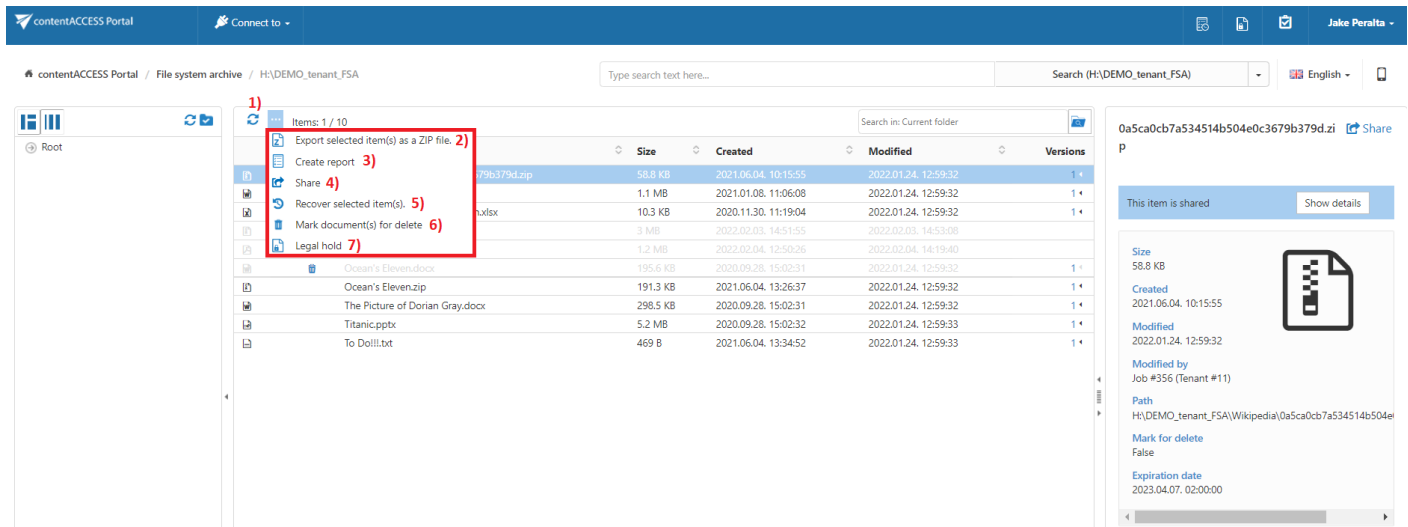 contentACCESS Portal Connect to Jake Peralta
contentACCESS Portal / File system archive / H:\DEMO_tenant_FSA Type search text here... Search (H:\DEMO_tenant_FSA) English
1)
Items: 1 / 10 Search in: Current folder
Root
Export selected item(s) as a ZIP file. 2)
Create report 3)
Share 4)
Recover selected item(s). 5)
Mark document(s) for delete 6)
Legal hold 7)
Size Created Modified Versions
79b379d.zip 58.8 KB 2021.06.04. 10:15:55 2022.01.24. 12:59:32 1
1.1 MB 2021.01.08. 11:06:08 2022.01.24. 12:59:32 1
.xlsx 10.3 KB 2020.11.30. 11:19:04 2022.01.24. 12:59:32 1
3 MB 2022.02.03. 14:51:55 2022.02.03. 14:53:08
1.2 MB 2022.02.04. 12:50:26 2022.02.04. 14:19:40
Ocean's Eleven.docx 195.6 KB 2020.09.28. 15:02:31 2022.01.24. 12:59:32 1
Ocean's Eleven.zip 191.3 KB 2021.06.04. 13:26:37 2022.01.24. 12:59:32 1
The Picture of Dorian Gray.docx 298.5 KB 2020.09.28. 15:02:31 2022.01.24. 12:59:32 1
Titanic.pptx 5.2 MB 2020.09.28. 15:02:32 2022.01.24. 12:59:33 1
To Do!!!.txt 469 B 2021.06.04. 13:34:52 2022.01.24. 12:59:33 1
0a5ca0cb7a534514b504e0c3679b379d.zi Share
p
This item is shared Show details
Size
58.8 KB
Created
2021.06.04. 10:15:55
Modified
2022.01.24. 12:59:32
Modified by
Job #356 (Tenant #11)
Path
H:\DEMO_tenant_FSA\Wikipedia\0a5ca0cb7a534514b504e
Mark for delete
False
Expiration date
2023.04.07. 02:00:00